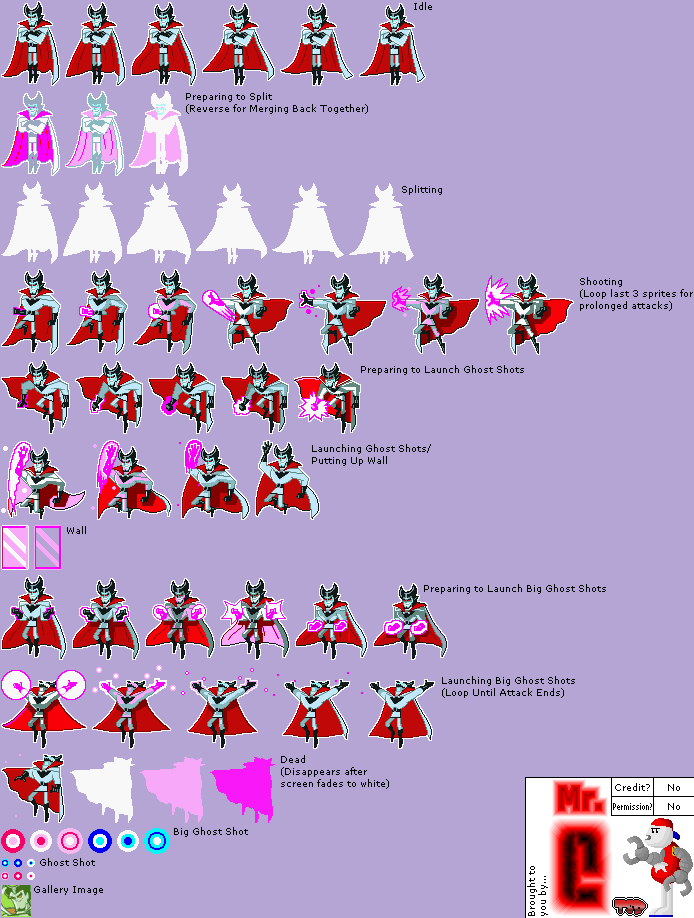 Idle
Preparing to Split
(Reverse for Merging Back Together)
Splitting
Shooting
(Loop last 3 sprites for
prolonged attacks)
Preparing to Launch Ghost Shots
Launching Ghost Shots/
Putting Up Wall
Wall
Preparing to Launch Big Ghost Shots
Launching Big Ghost Shots
(Loop Until Attack Ends)
Dead
(Disappears after
screen fades to white)
Big Ghost Shot
Ghost Shot
Gallery Image
Brought to
you by...
Mr.
C
Credit?
No
Permission?
No